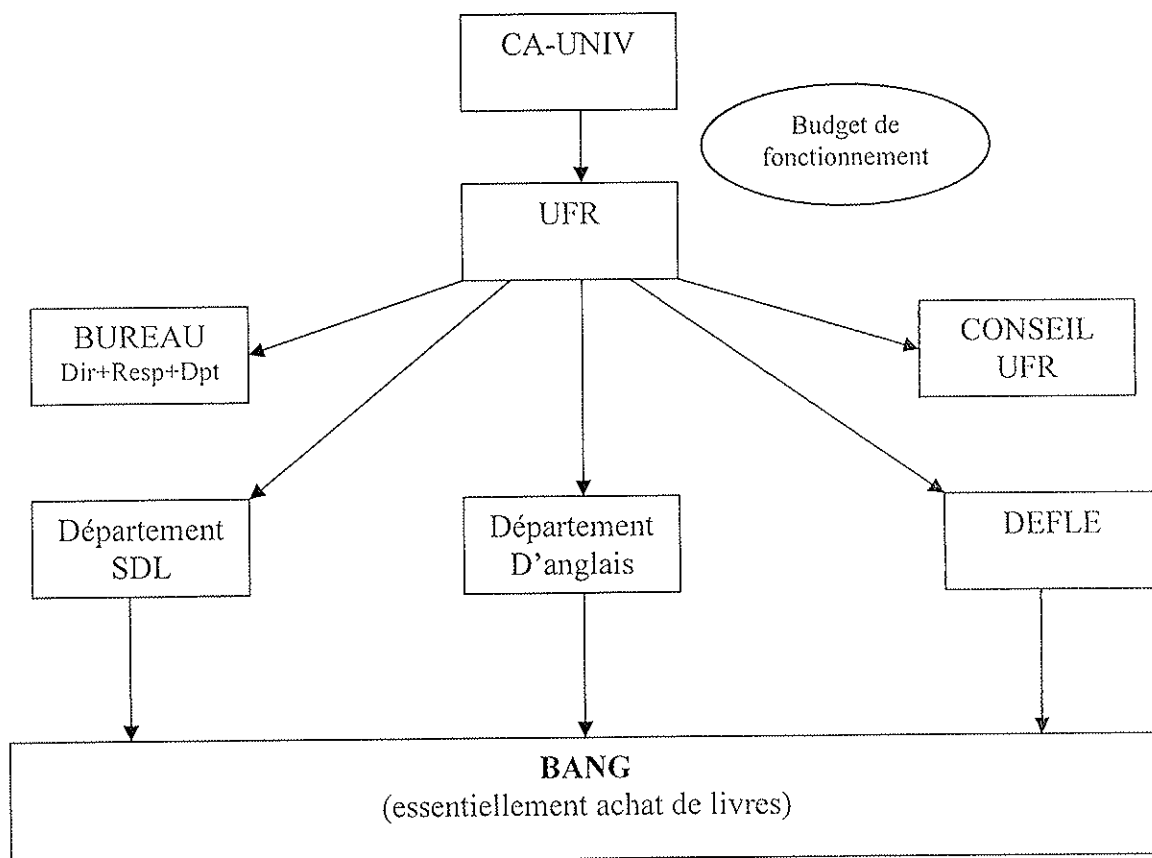 CA-UNIV
Budget de
fonctionnement
UFR
BUREAU
Dir+Resp+Dpt
CONSEIL
UFR
Département
SDL
Département
D’anglais
DEFLE
BANG
(essentiellement achat de livres)